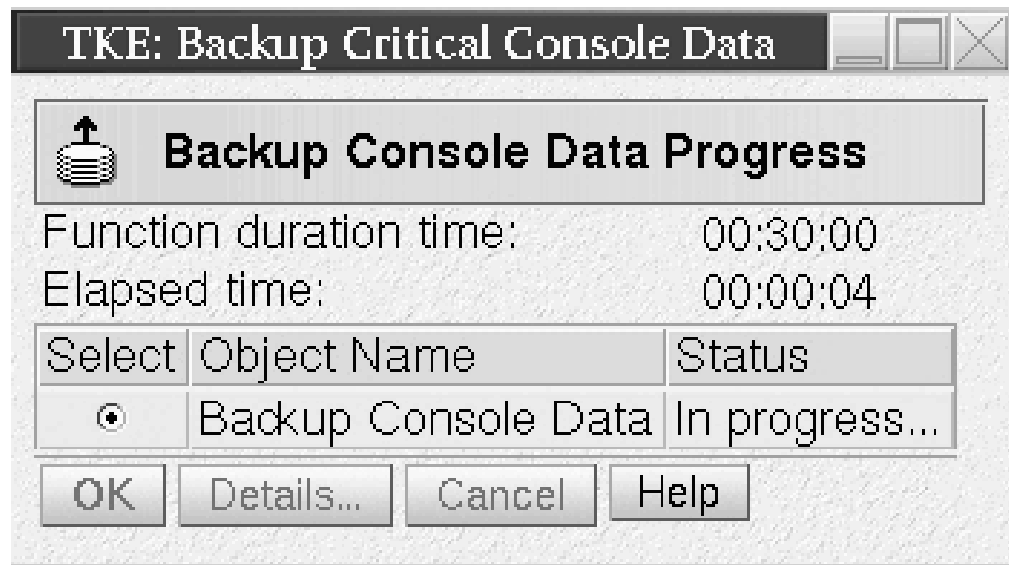 TKE: Backup Critical Console Data
Backup Console Data Progress
Function duration time: 00:30:00
Elapsed time: 00:00:04
Select Object Name Status
Backup Console Data In progress...
OK Details... Cancel Help